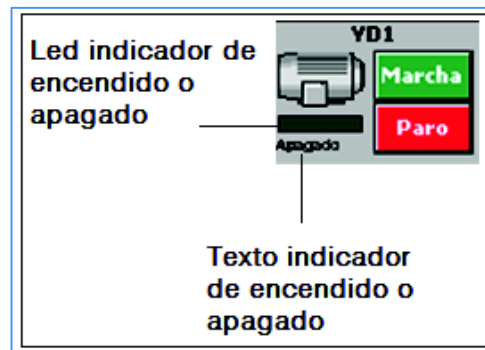 Led indicador de
encendido o
apagado
YD1
Marcha
Paro
Apagado
Texto indicador
de encendido o
apagado